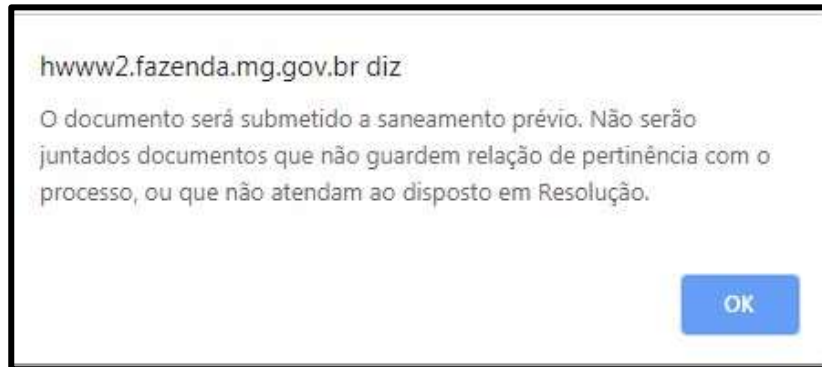 hwww2.fazenda.mg.gov.br diz
O documento será submetido a saneamento prévio. Não serão
juntados documentos que não guardem relação de pertinência com o
processo, ou que não atendam ao disposto em Resolução.
OK